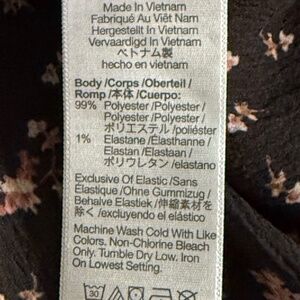 Made in Vietnam
Fabriqué Au Viêt Nam
Hergestellt In Vietnam
Vervaardigd In Vietnam
ベトナム製
hecho en vietnam
Body /Corps /Oberteil /
Romp /本体 /Cuerpo:
99% Polyester /Polyester /
Polyester /Polyester /
ポリエステル /poliéster
1% Elastane /Élasthanne /
Elastan /Elastaan /
ポリウレタン /elastano
Exclusive Of Elastic /Sans
Élastique /Ohne Gummizug /
Behalve Elastiek /伸縮素材を
除く /excluyendo el elástico
Machine Wash Cold With Like
Colors. Non-Chlorine Bleach
Only. Tumble Dry Low. Iron
On Lowest Setting.
30